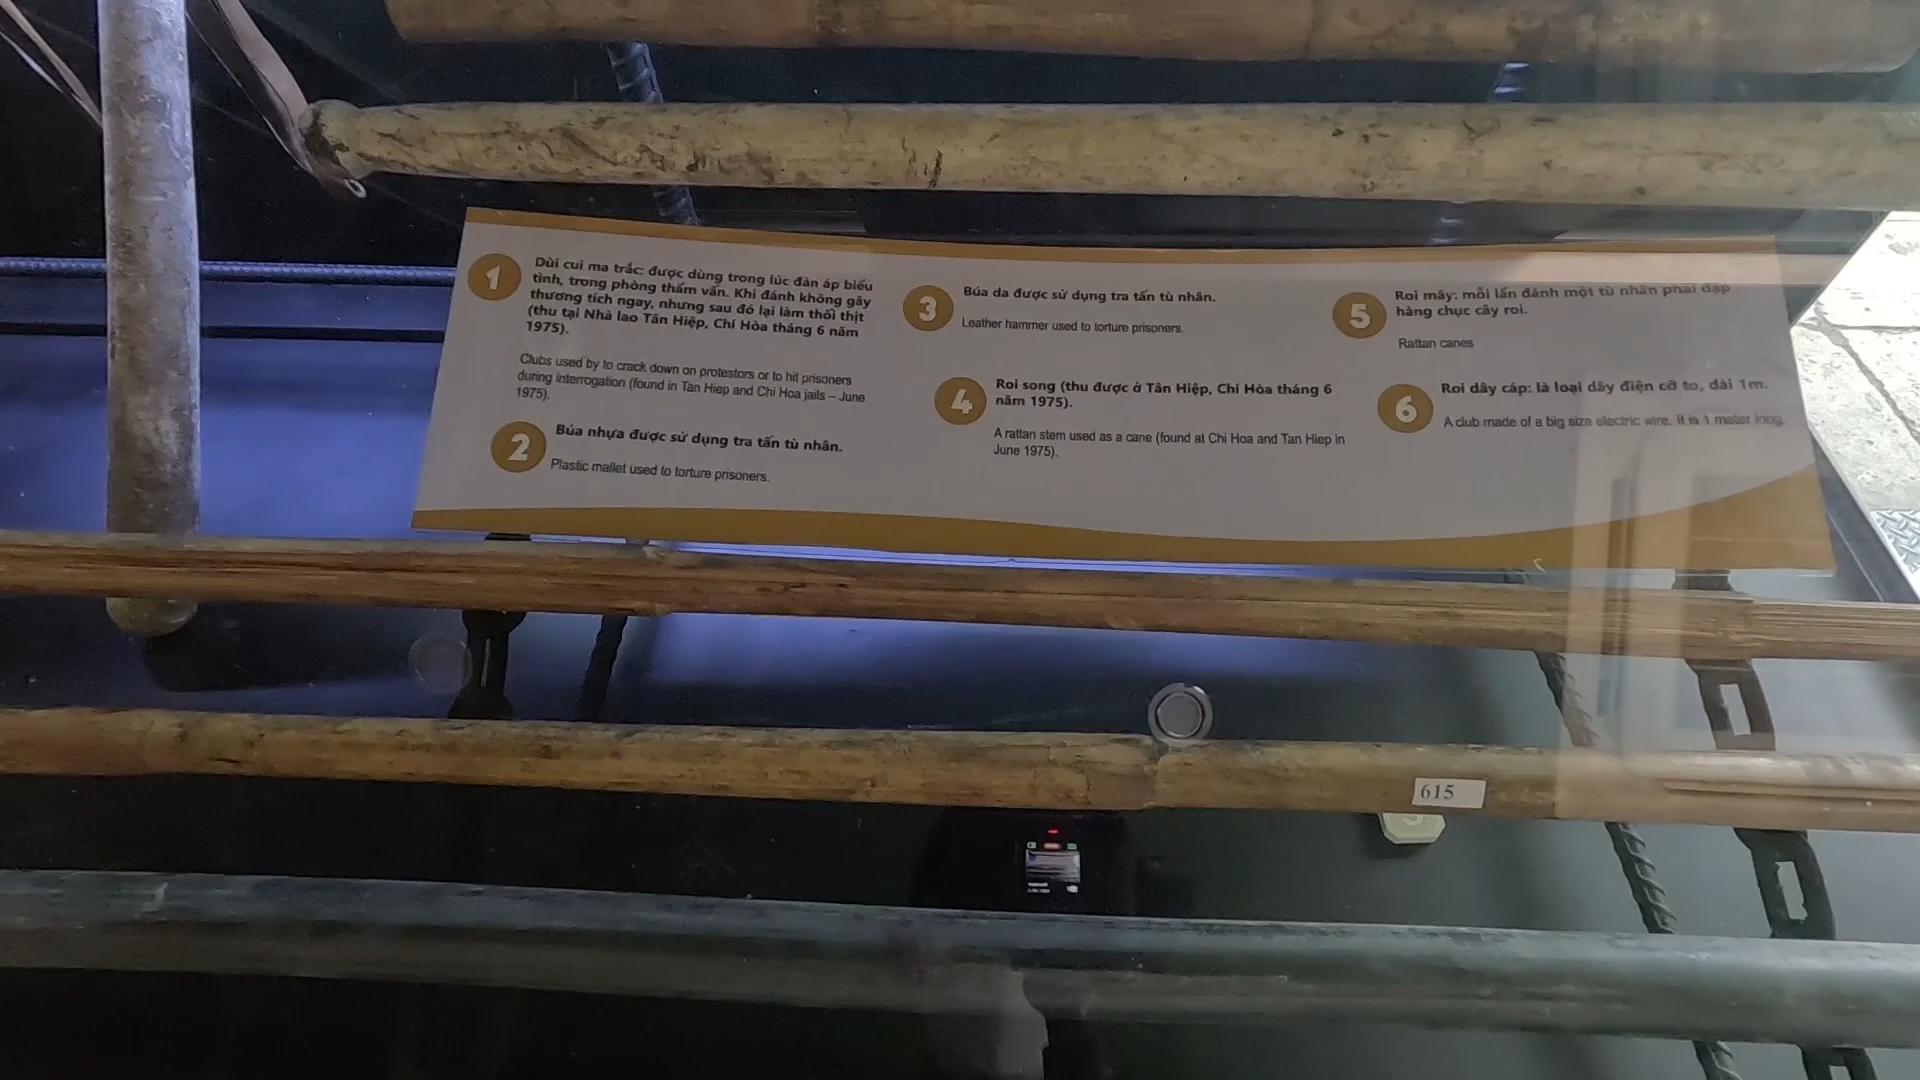 1
Dùi cui ma trắc: được dùng trong lúc đàn áp biểu
tình, trong phòng thẩm vấn. Khi đánh không gây
thương tích ngay, nhưng sau đó lại làm thối thịt
(thu tại Nhà lao Tân Hiệp, Chí Hòa tháng 6 năm
1975).
Clubs used by to crack down on protestors or to hit prisoners
during interrogation (found in Tan Hiep and Chi Hoa jails – June
1975).
2
Búa nhựa được sử dụng tra tấn tù nhân.
Plastic mallet used to torture prisoners.
3
Búa da được sử dụng tra tấn tù nhân.
Leather hammer used to torture prisoners.
4
Roi song (thu được ở Tân Hiệp, Chí Hòa tháng 6
năm 1975).
A rattan stem used as a cane (found at Chi Hoa and Tan Hiep in
June 1975).
5
Roi mây: mỗi lần đánh một tù nhân phải dập
hàng chục cây roi.
Rattan canes
6
Roi dây cáp: là loại dây điện cỡ to, dài 1m.
A club made of a big size electric wire. It is 1 meter long.
615